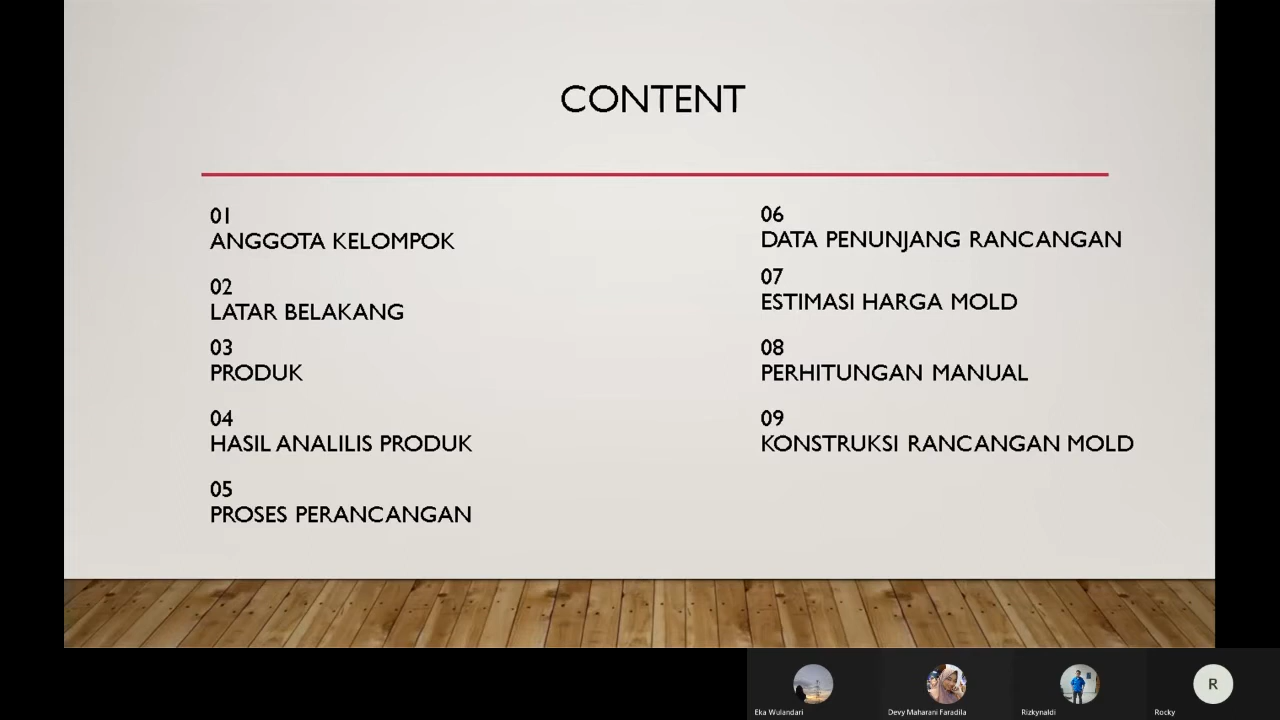 CONTENT
01
ANGGOTA KELOMPOK
02
LATAR BELAKANG
03
PRODUK
04
HASIL ANALILIS PRODUK
05
PROSES PERANCANGAN
06
DATA PENUNJANG RANCANGAN
07
ESTIMASI HARGA MOLD
08
PERHITUNGAN MANUAL
09
KONSTRUKSI RANCANGAN MOLD
Eka Wulandari
Devy Maharani Faradila
Rizkynaldi
R
Rocky